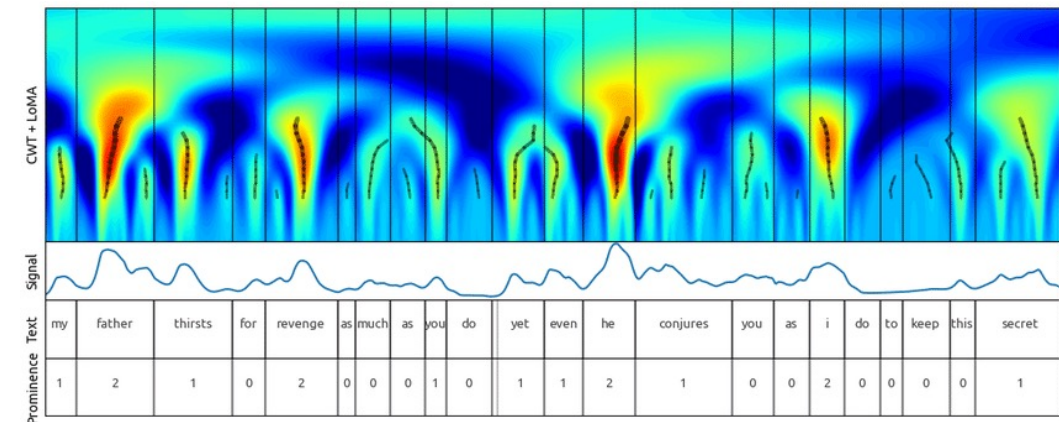 CWT + LoMA
Signal
Text my father thirsts for revenge as much as you do yet even he conjures you as i do to keep this secret
Prominence 1 2 1 0 2 0 0 0 1 0 1 1 2 1 0 0 2 0 0 0 0 1